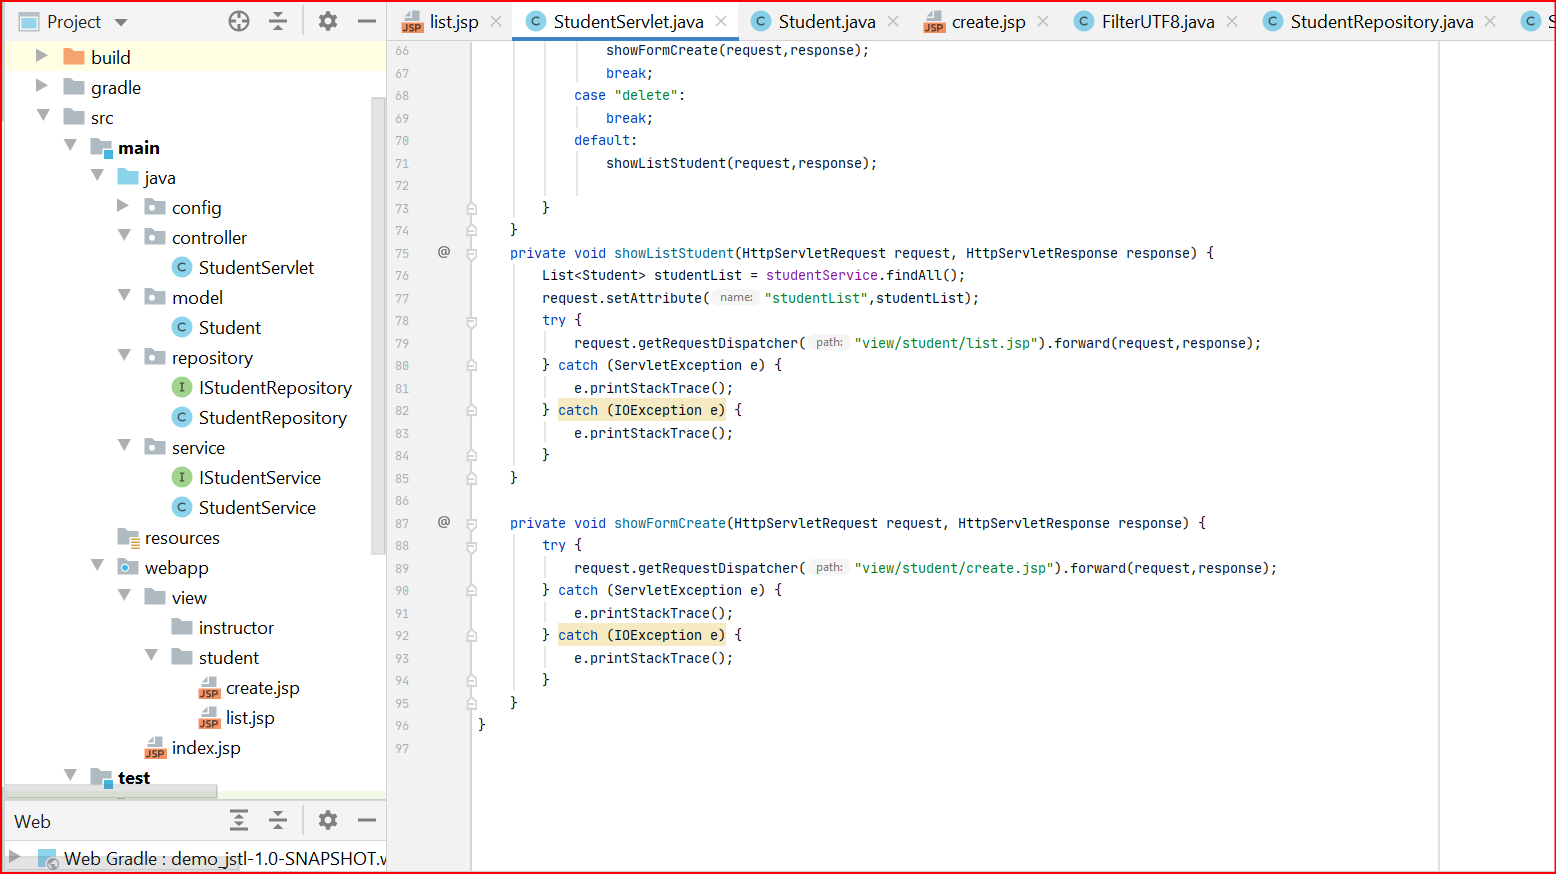 Project
list.jsp
StudentServlet.java
Student.java
create.jsp
FilterUTF8.java
StudentRepository.java
build
gradle
src
main
java
config
C
controller
C StudentServlet
model
C Student
repository
I IStudentRepository
C StudentRepository
service
I IStudentService
C StudentService
resources
webapp
view
instructor
student
JSP create.jsp
JSP list.jsp
JSP index.jsp
test
Web
Web Gradle : demo_jstl-1.0-SNAPSHOT.w
66 showFormCreate(request,response);
67 break;
68 case "delete":
69 break;
70 default:
71 showListStudent(request,response);
72
73 }
74 }
75 @ private void showListStudent(HttpServletRequest request, HttpServletResponse response) {
76 List<Student> studentList = studentService.findAll();
77 request.setAttribute( name: "studentList",studentList);
78 try {
79 request.getRequestDispatcher( path: "view/student/list.jsp").forward(request,response);
80 } catch (ServletException e) {
81 e.printStackTrace();
82 } catch (IOException e) {
83 e.printStackTrace();
84 }
85 }
86
87 @ private void showFormCreate(HttpServletRequest request, HttpServletResponse response) {
88 try {
89 request.getRequestDispatcher( path: "view/student/create.jsp").forward(request,response);
90 } catch (ServletException e) {
91 e.printStackTrace();
92 } catch (IOException e) {
93 e.printStackTrace();
94 }
95 }
96 }
97